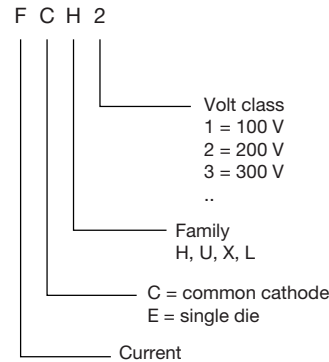 F C H 2
Volt class
1 = 100 V
2 = 200 V
3 = 300 V
..
Family
H, U, X, L
C = common cathode
E = single die
Current